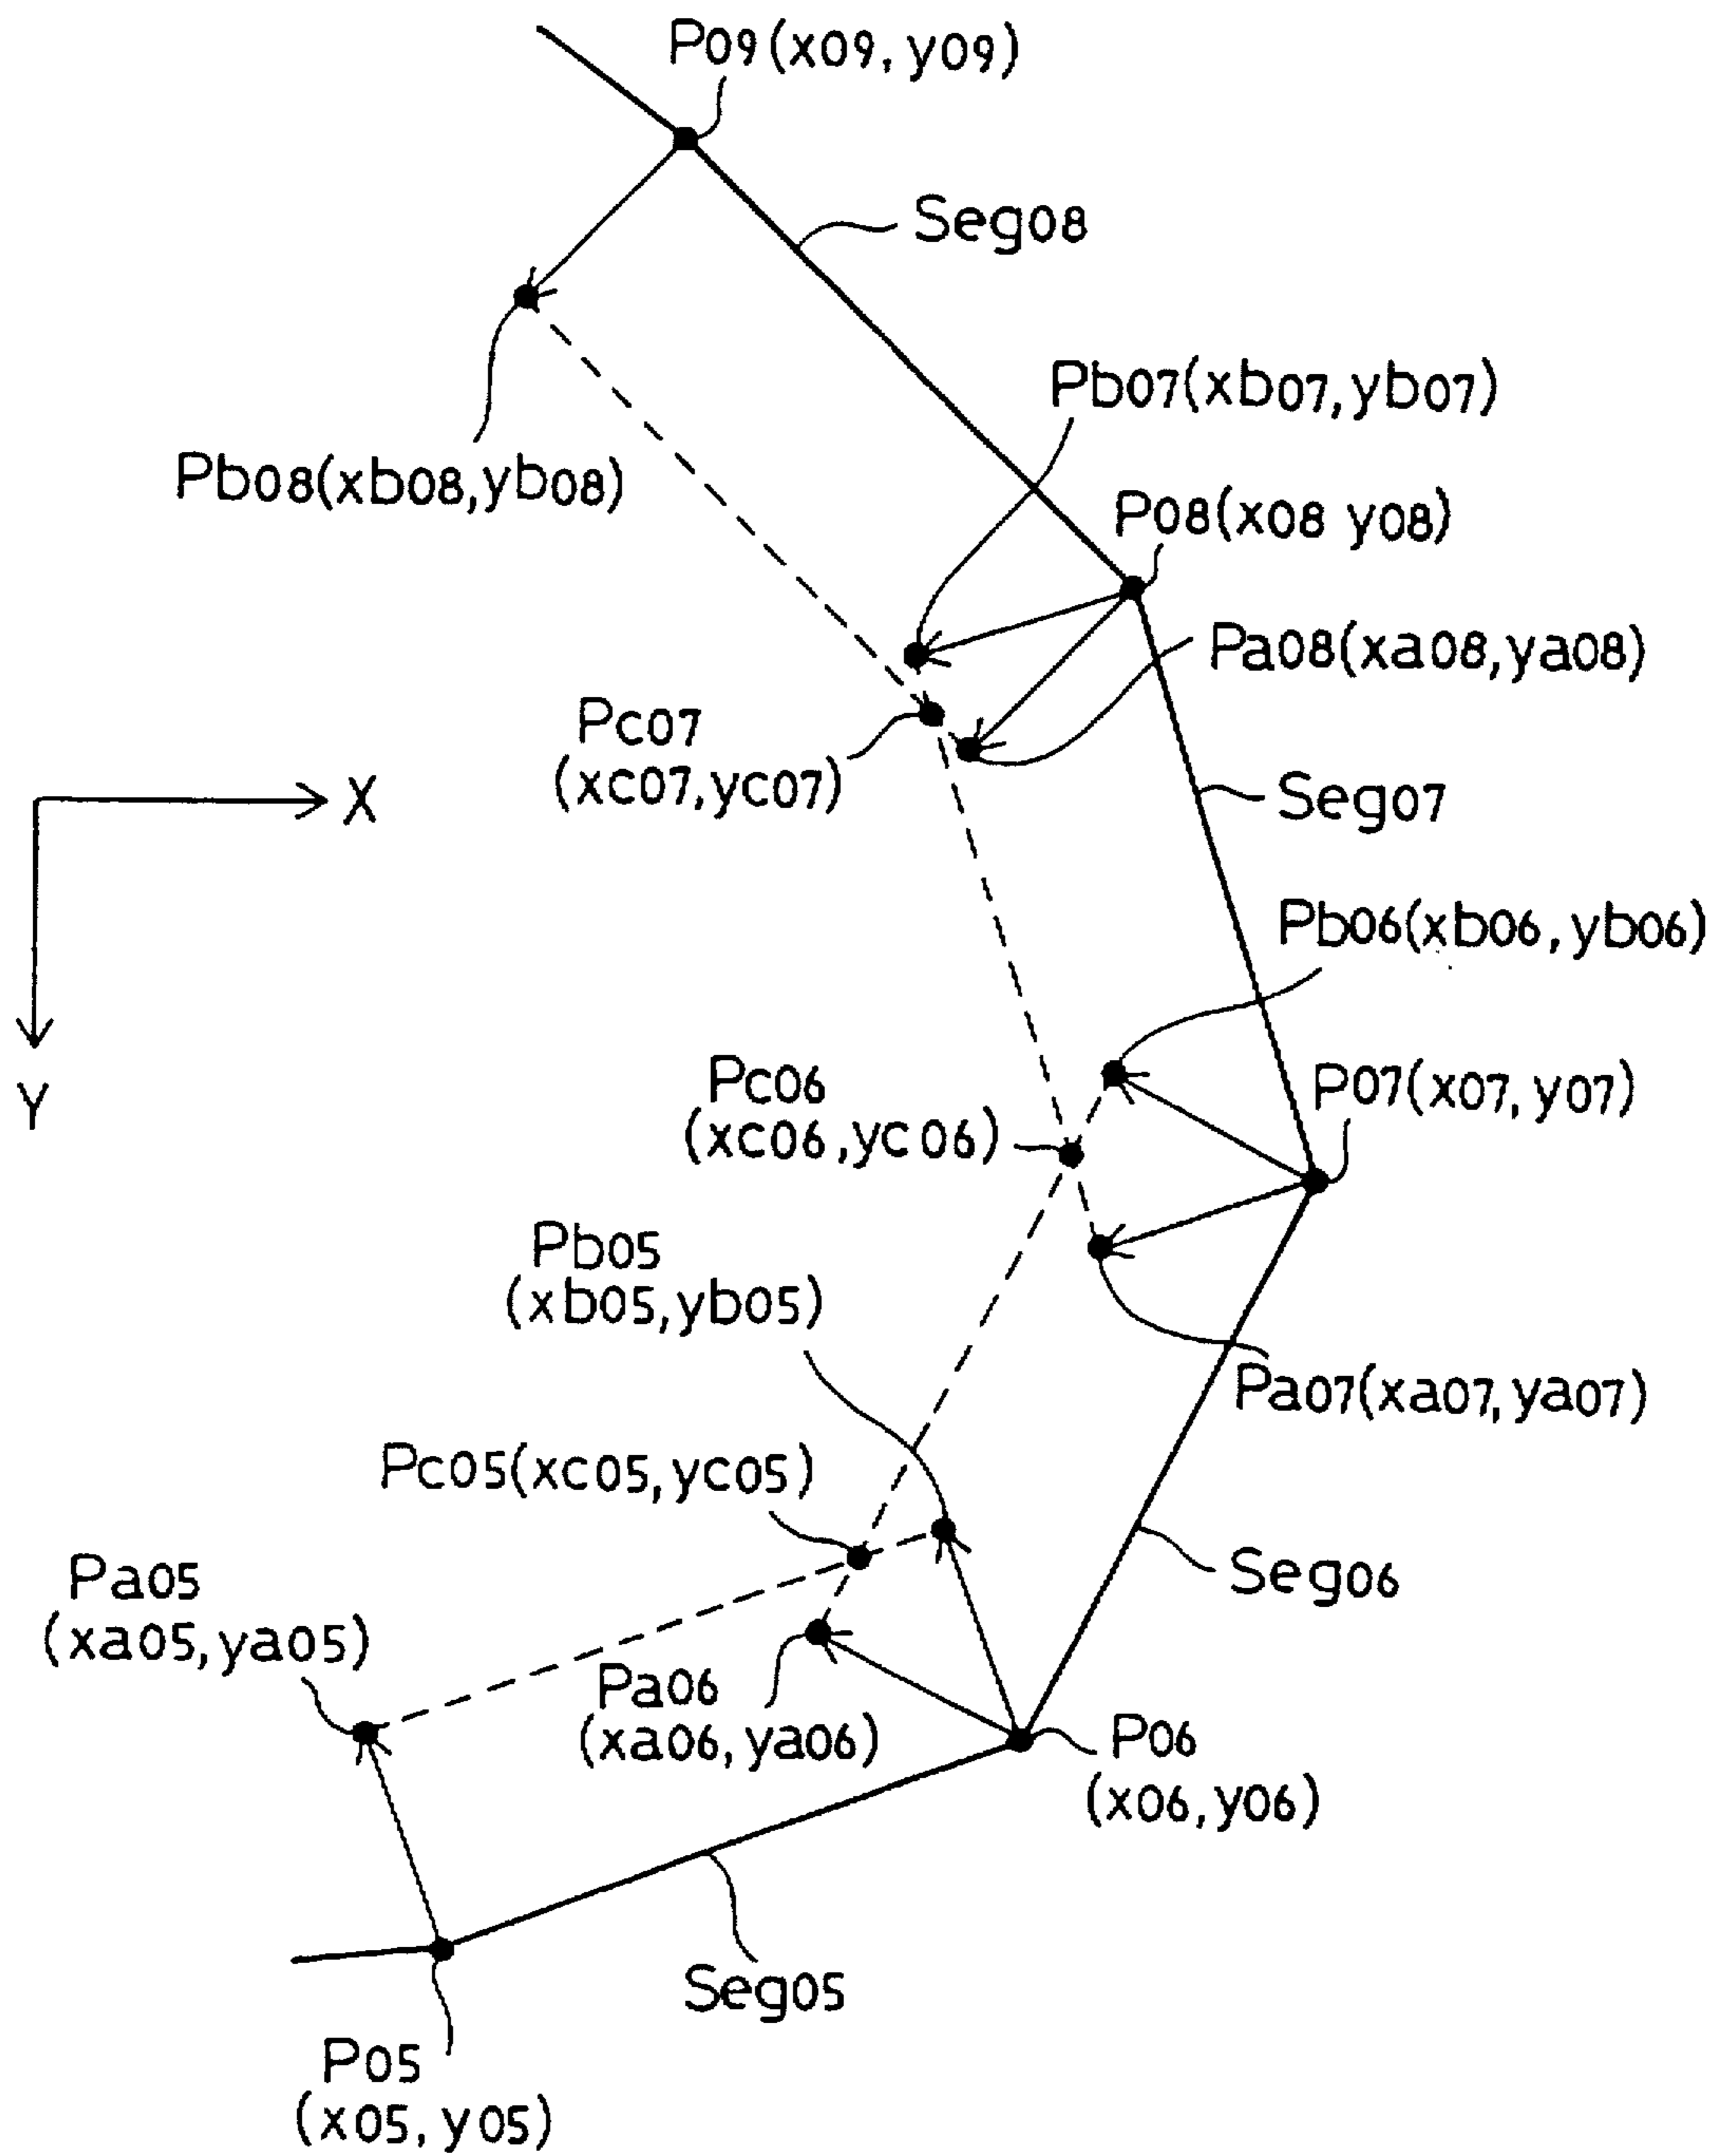 P09(x09,y09)
Seg08
Pb07(xb07,yb07)
Pb08(xb08,yb08)
P08(x08 y08)
Pa08(xa08,ya08)
Pc07
(xc07,yc07)
X
Seg07
Pb06(xb06,yb06)
Y
Pc06
(xc06,yc06)
P07(x07,y07)
Pb05
(xb05,yb05)
Pa07(xa07,ya07)
Pc05(xc05,yc05)
Seg06
Pa05
(xa05,ya05)
Pa06
(xa06,ya06)
P06
(x06,y06)
Seg05
P05
(x05,y05)